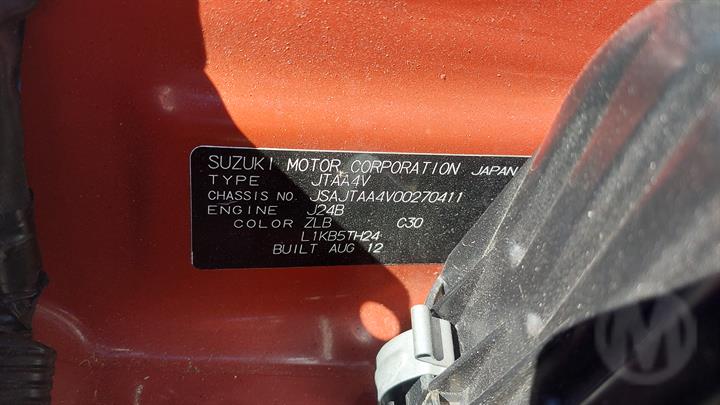 SUZUKI MOTOR CORPORATION JAPAN
TYPE JTAA4V
CHASSIS NO. JSAJTAA4V00270411
ENGINE J24B
COLOR ZLB C30
L1KB5TH24
BUILT AUG 12
M